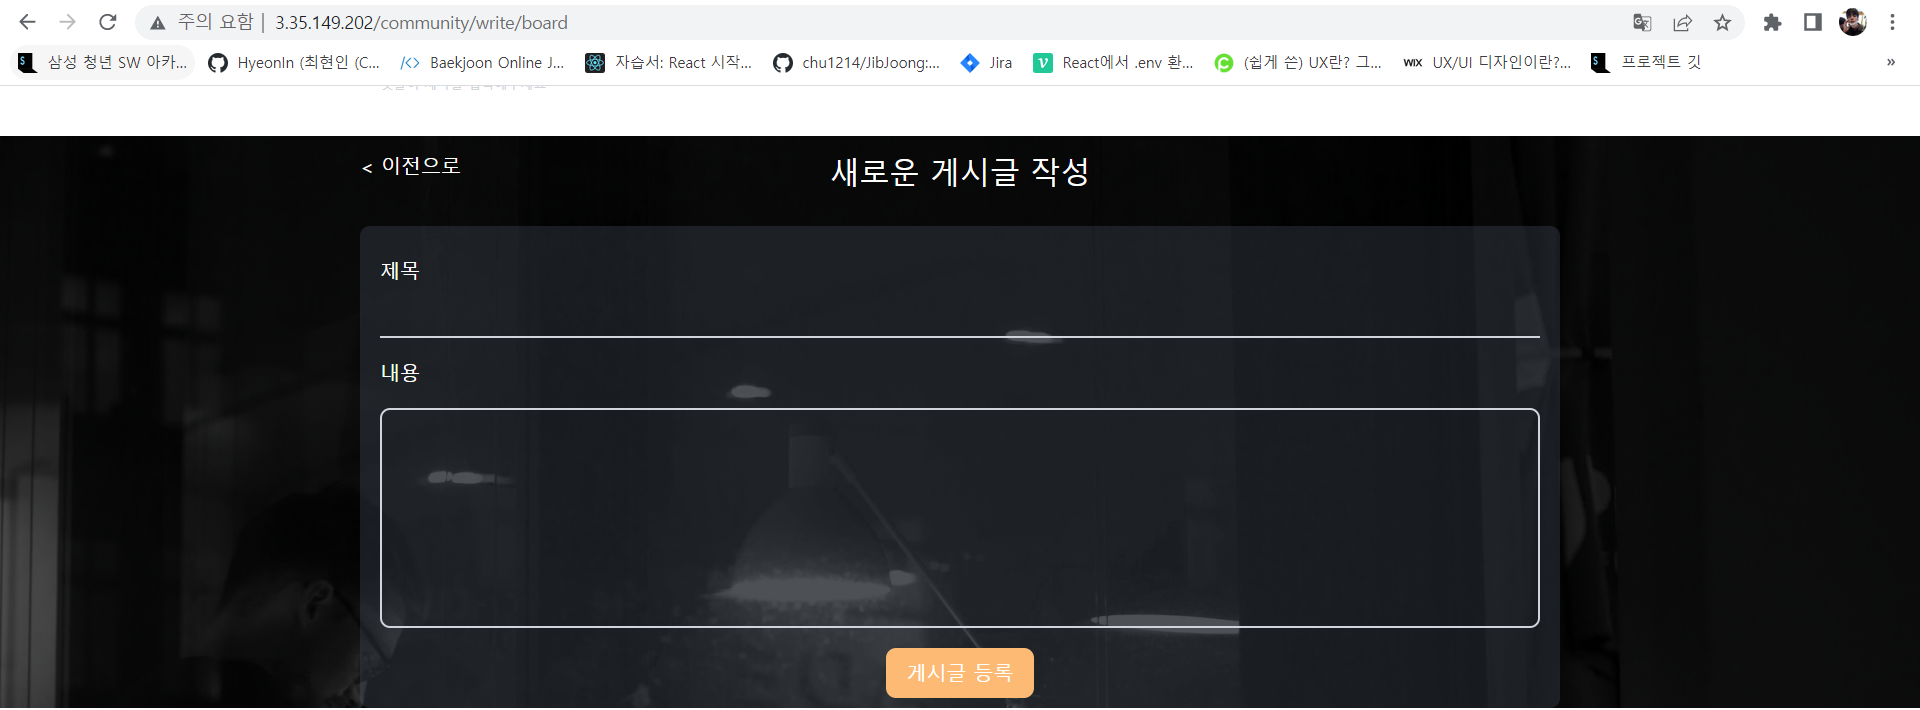 주의 요함 | 3.35.149.202/community/write/board
삼성 청년 SW 아카... HyeonIn (최현인 (C... Baekjoon Online J... 자습서: React 시작... chu1214/JibJoong:... Jira React에서 .env 환... (쉽게 쓴) UX란? 그... WIX UX/UI 디자인이란?... 프로젝트 깃 »
< 이전으로
새로운 게시글 작성
제목
내용
게시글 등록